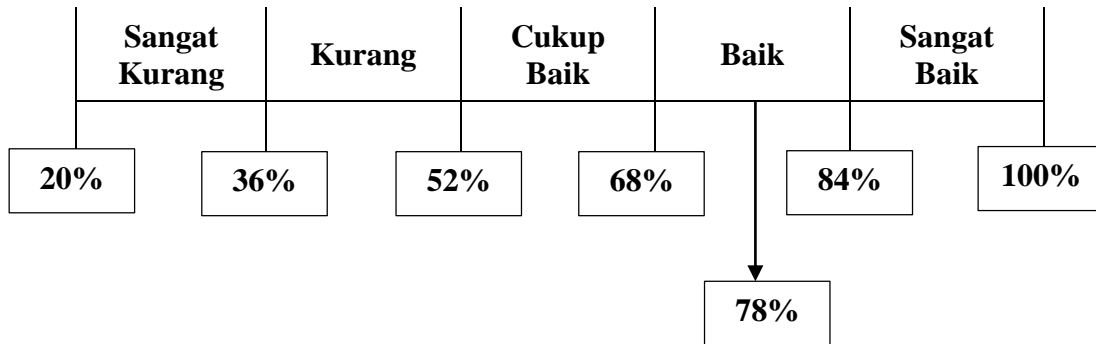 Sangat
Kurang
Kurang
Cukup
Baik
Baik
Sangat
Baik
20%
36%
52%
68%
84%
100%
78%